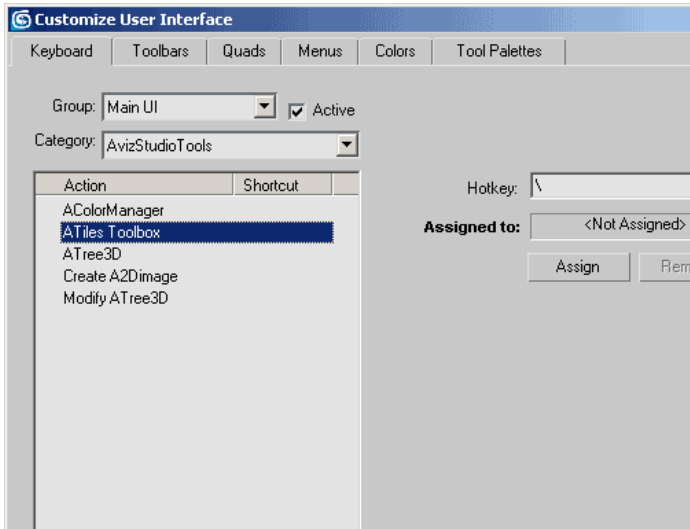 Customize User Interface
Keyboard Toolbars Quads Menus Colors Tool Palettes
Group: Main UI Active
Category: AvizStudioTools
Action Shortcut
AColorManager
ATiles Toolbox
ATree3D
Create A2Dimage
Modify ATree3D
Hotkey: \
Assigned to: <Not Assigned>
Assign Rem